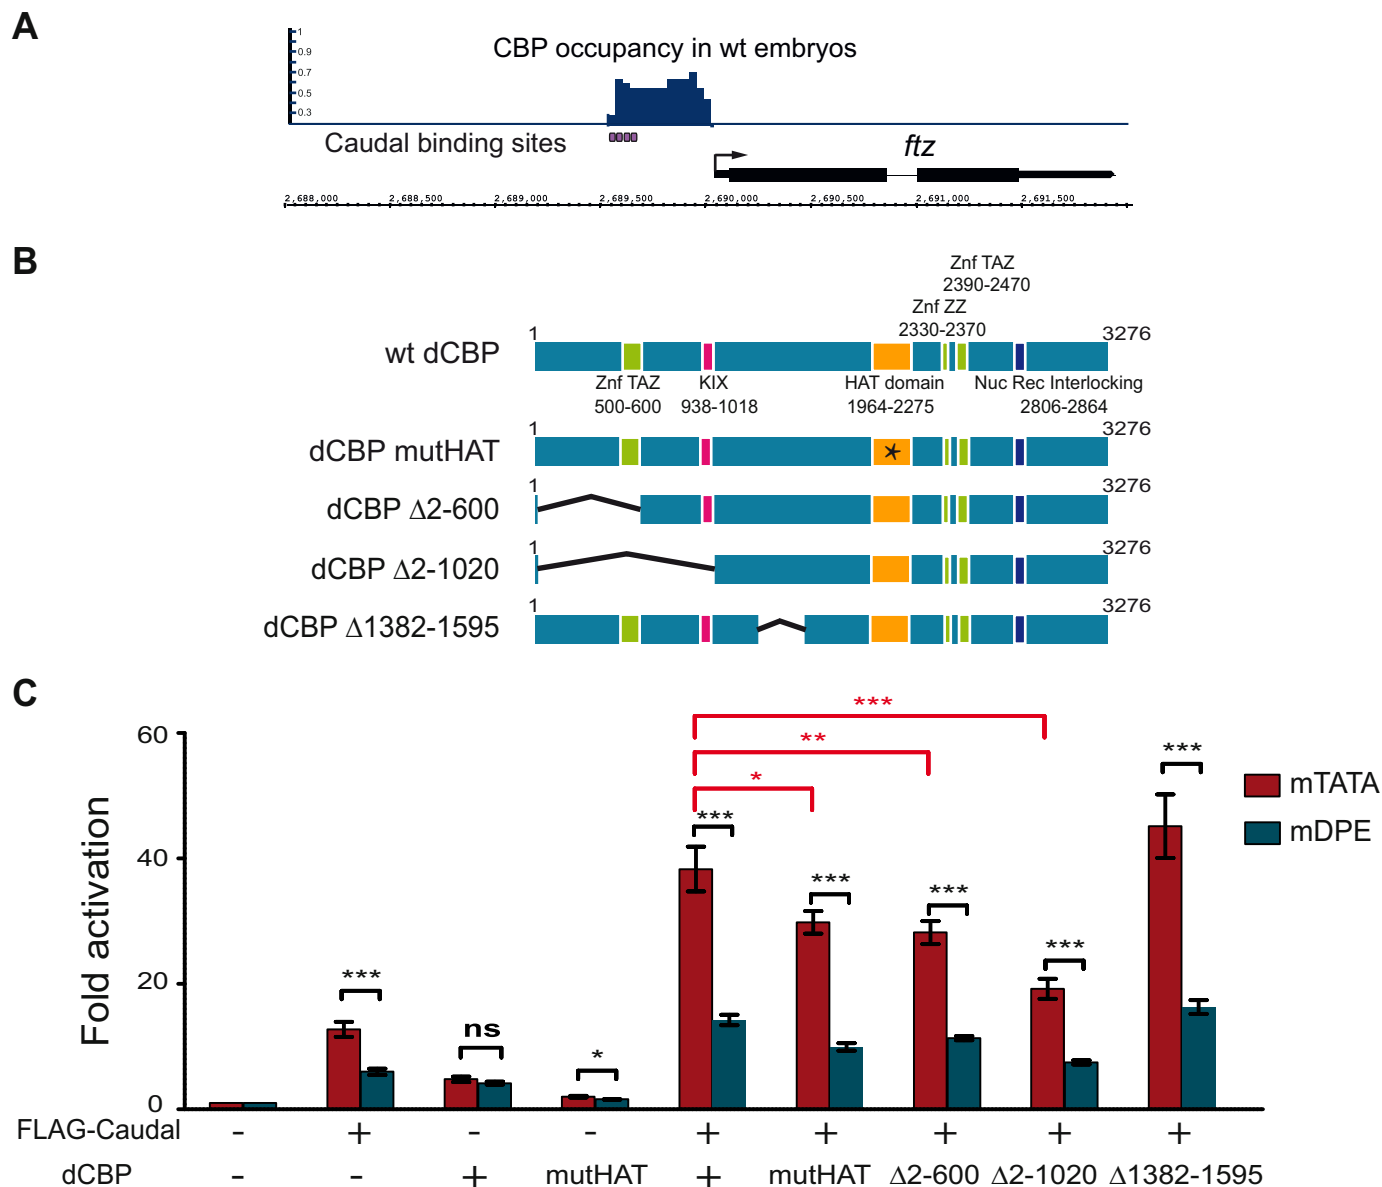 A
CBP occupancy in wt embryos
1
0.9
0.7
0.5
0.3
Caudal binding sites
ftz
2,688,000 2,688,500 2,689,000 2,689,500 2,690,000 2,690,500 2,691,000 2,691,500
B
Znf TAZ
2390-2470
Znf ZZ
2330-2370
1 3276
wt dCBP
Znf TAZ KIX HAT domain Nuc Rec Interlocking
500-600 938-1018 1964-2275 2806-2864
1 3276
dCBP mutHAT
1 3276
dCBP Δ2-600
1 3276
dCBP Δ2-1020
1 3276
dCBP Δ1382-1595
C
***
**
*
60
40
20
0
Fold activation
*** ns * *** *** *** *** ***
mTATA
mDPE
FLAG-Caudal - + - - + + + + +
dCBP - - + mutHAT + mutHAT Δ2-600 Δ2-1020 Δ1382-1595